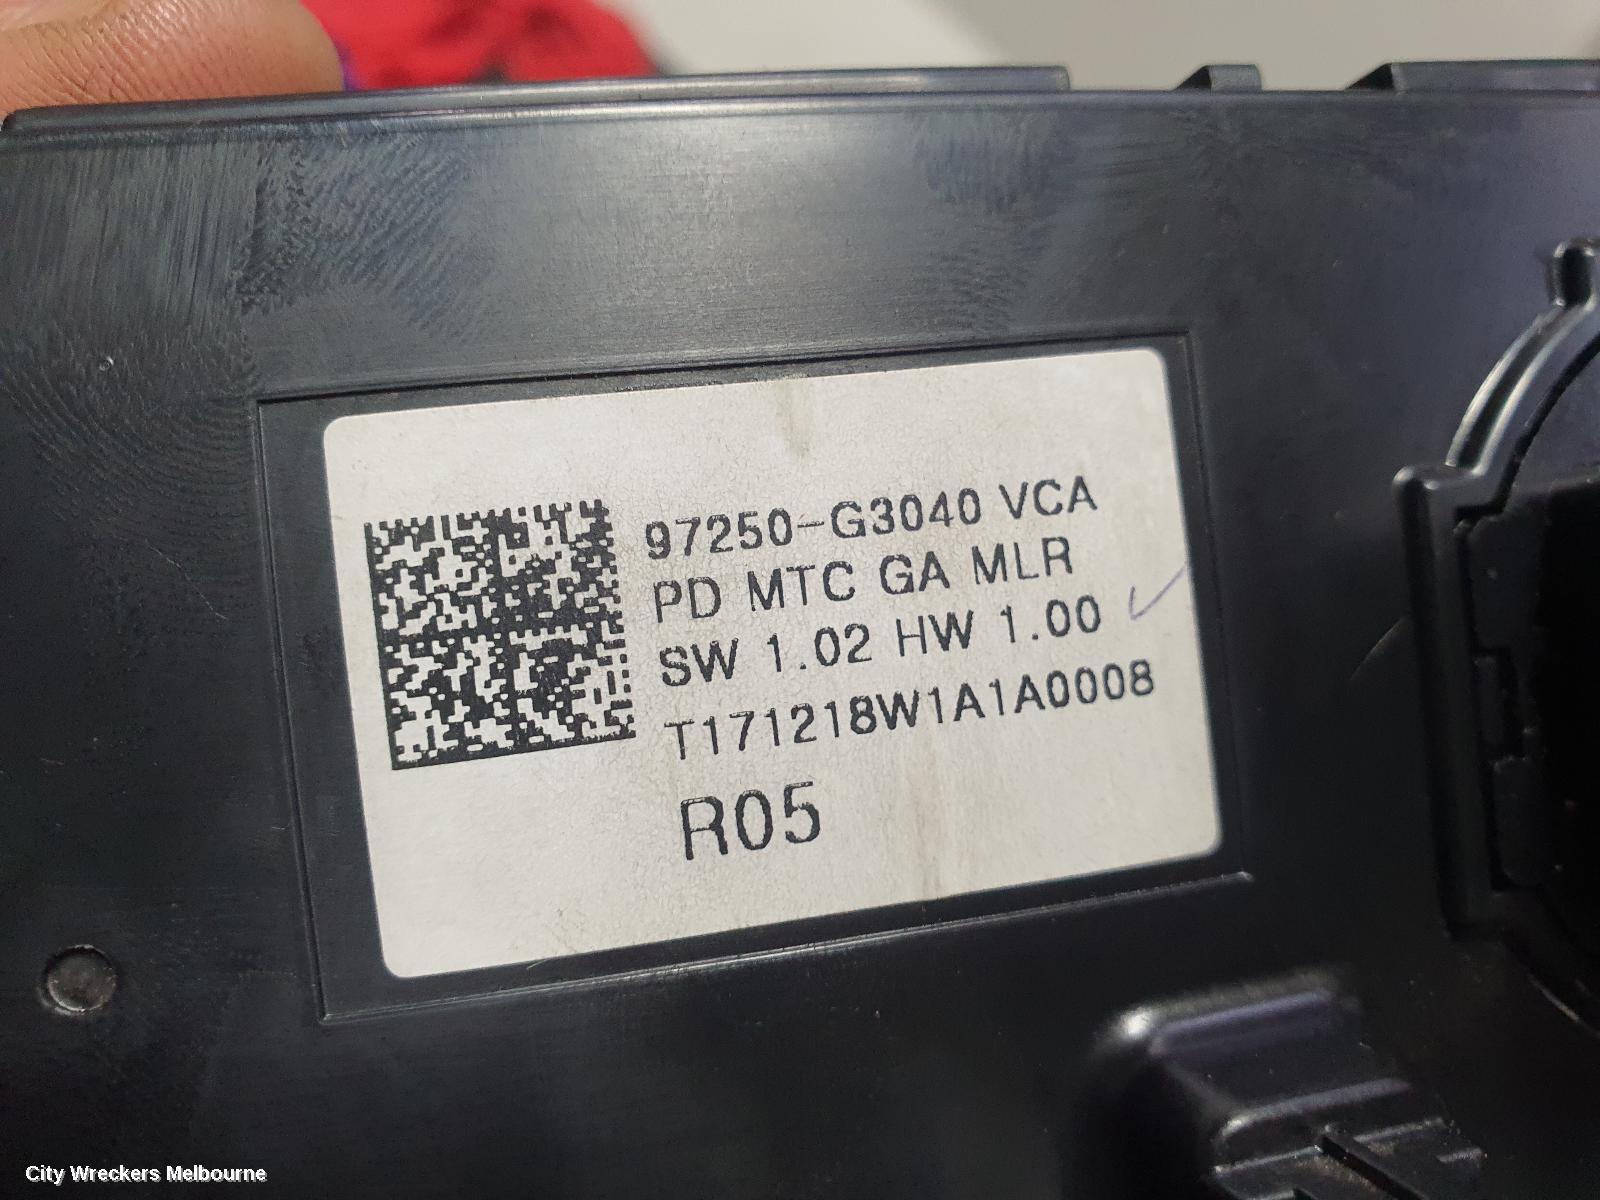 97250-G3040 VCA
PD MTC GA MLR
SW 1.02 HW 1.00
T171218W1A1A0008
R05
City Wreckers Melbourne